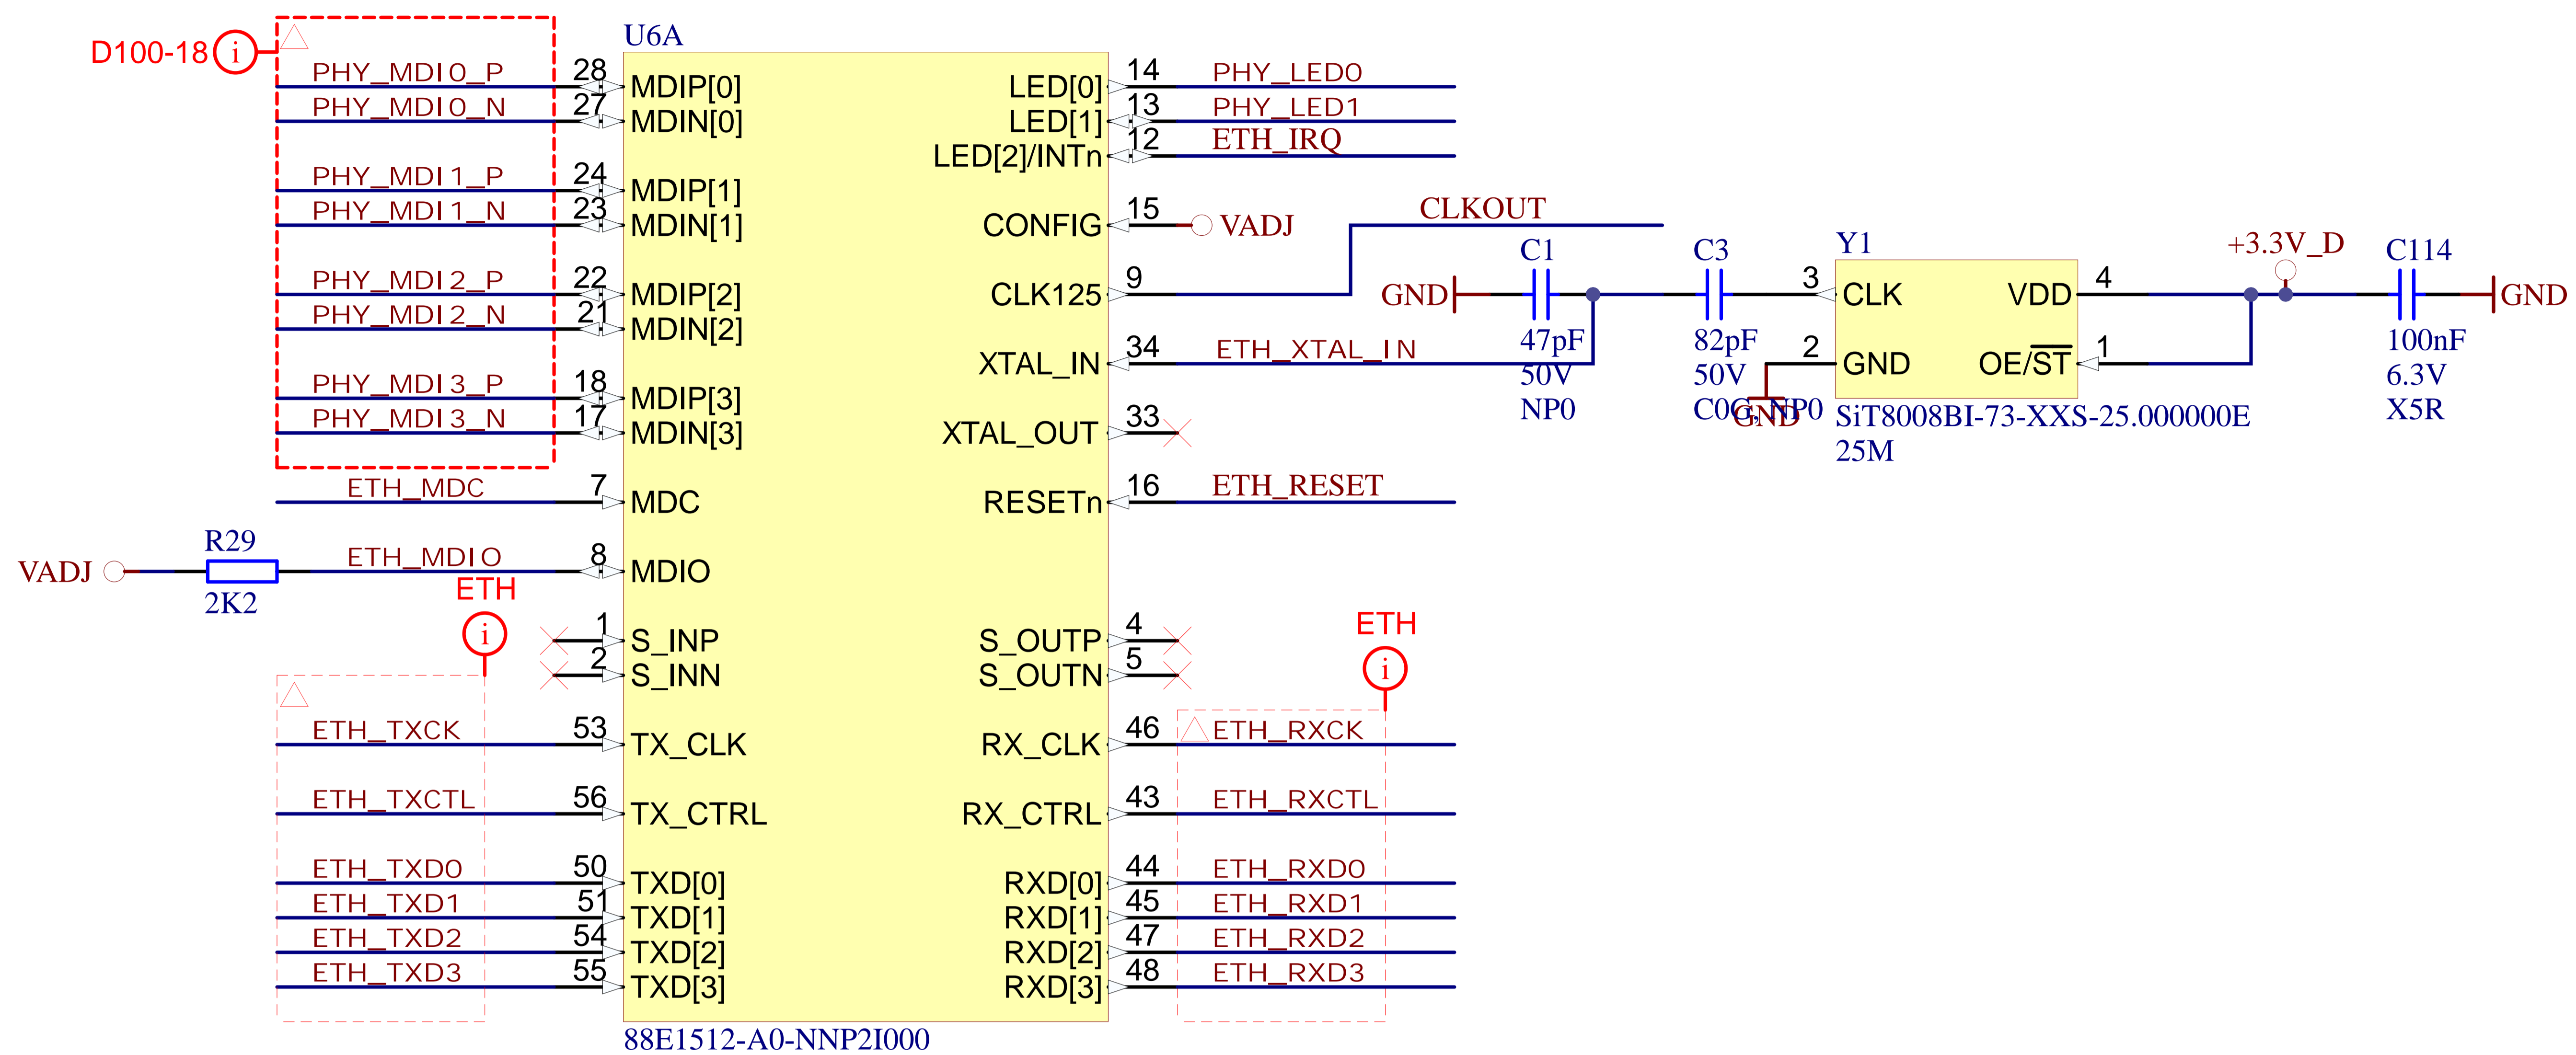 U6A
D100-18
i
PHY_MDI0_P 28 MDIP[0]
PHY_MDI0_N 27 MDIN[0]
PHY_MDI1_P 24 MDIP[1]
PHY_MDI1_N 23 MDIN[1]
PHY_MDI2_P 22 MDIP[2]
PHY_MDI2_N 21 MDIN[2]
PHY_MDI3_P 18 MDIP[3]
PHY_MDI3_N 17 MDIN[3]
ETH_MDC 7 MDC
R29
VADJ ETH_MDIO 8 MDIO
2K2
ETH
i
1 S_INP
2 S_INN
ETH_TXCK 53 TX_CLK
ETH_TXCTL 56 TX_CTRL
ETH_TXD0 50 TXD[0]
ETH_TXD1 51 TXD[1]
ETH_TXD2 54 TXD[2]
ETH_TXD3 55 TXD[3]
LED[0] 14 PHY_LED0
LED[1] 13 PHY_LED1
LED[2]/INTn 12 ETH_IRQ
CONFIG 15 VADJ
CLK125 9 CLKOUT
XTAL_IN 34 ETH_XTAL_IN
XTAL_OUT 33
RESETn 16 ETH_RESET
S_OUTP 4
S_OUTN 5
ETH
i
RX_CLK 46 ETH_RXCK
RX_CTRL 43 ETH_RXCTL
RXD[0] 44 ETH_RXD0
RXD[1] 45 ETH_RXD1
RXD[2] 47 ETH_RXD2
RXD[3] 48 ETH_RXD3
88E1512-A0-NNP2I000
GND
C1
47pF
50V
NP0
C3
82pF
50V
C0G, NP0
GND
Y1
3 CLK VDD 4
2 GND OE/ST 1
SiT8008BI-73-XXS-25.000000E
25M
+3.3V_D
C114
100nF
6.3V
X5R
GND